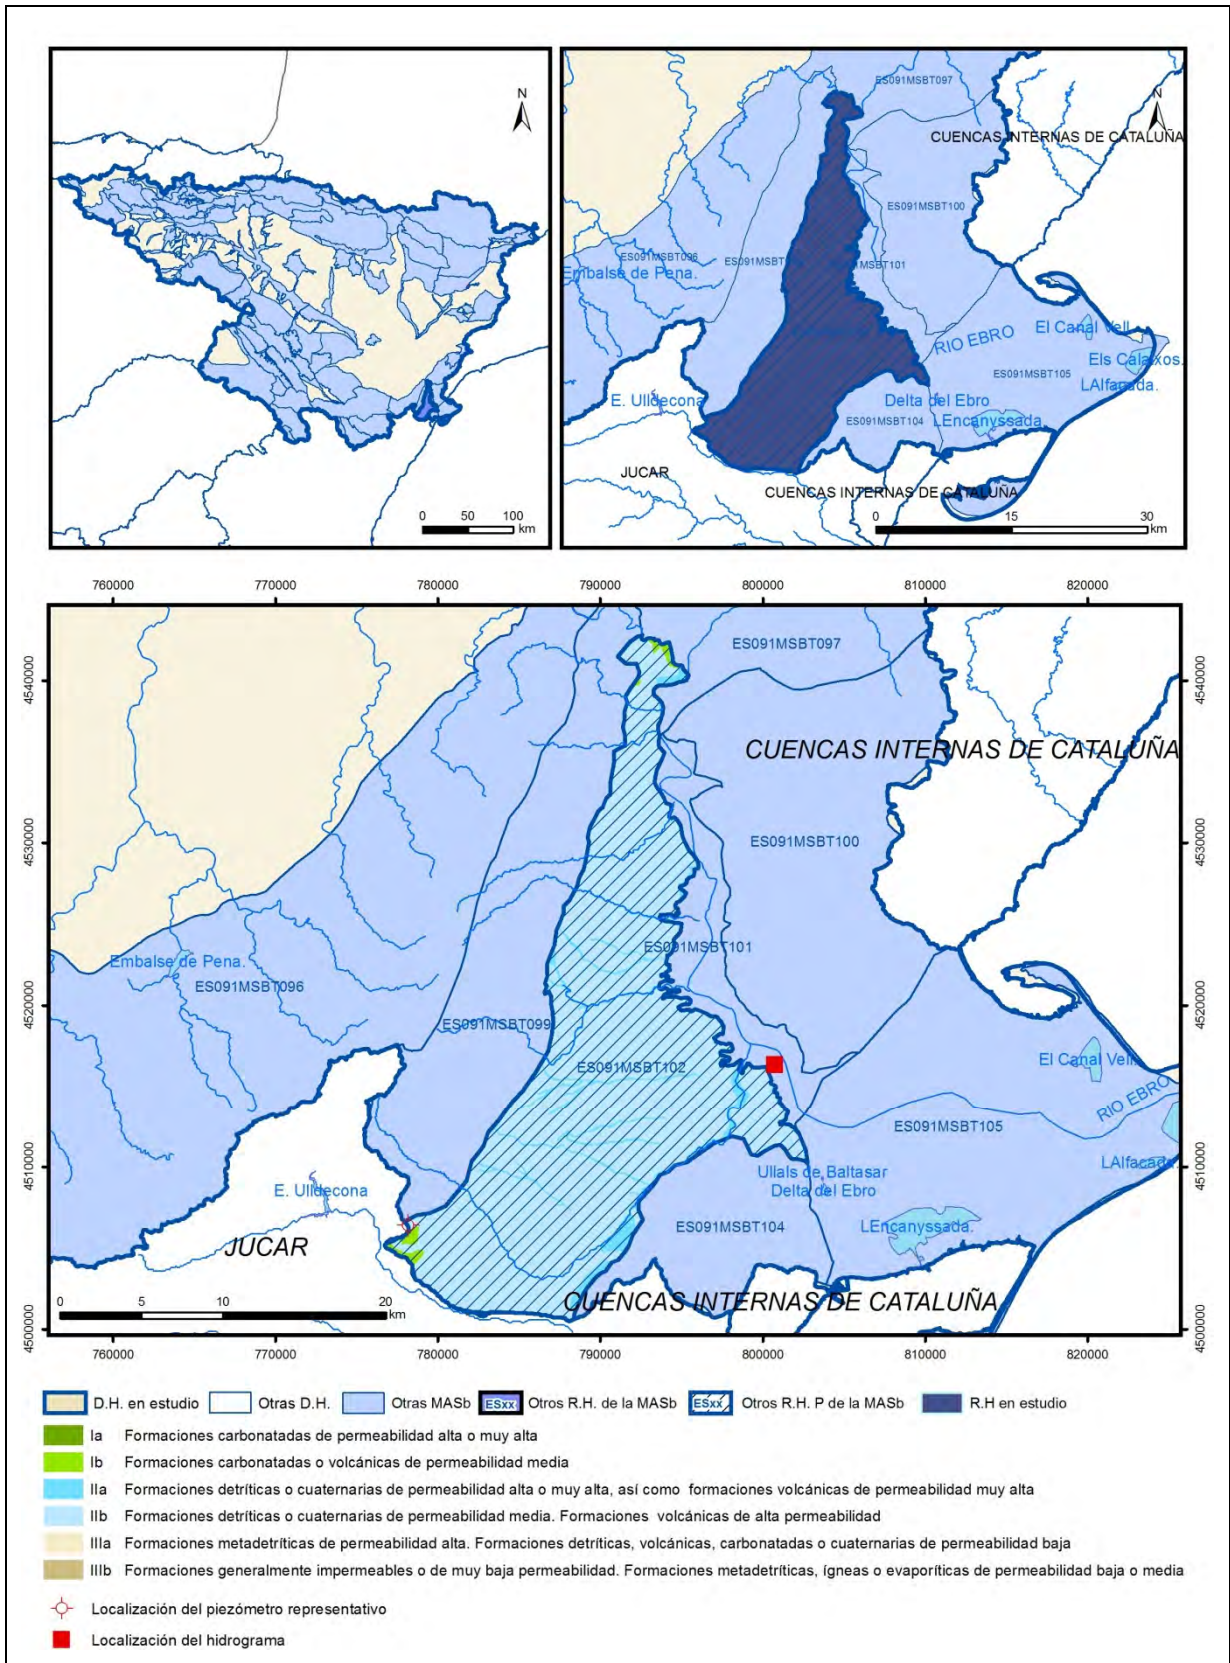 N
0 50 100
km
N
ES091MSBT097
CUENCAS INTERNAS DE CATALUÑA
ES091MSBT100
ES091MSBT096
Embalse de Pena.
RIO EBRO
El Canal Vell.
Els Calaixos.
ES091MSBT105
LAlfacada.
E. Ulldecona
Delta del Ebro
ES091MSBT104
LEncanyssada.
JUCAR
CUENCAS INTERNAS DE CATALUÑA
0 15 30
km
760000 770000 780000 790000 800000 810000 820000
4540000
4530000
4520000
4510000
4500000
ES091MSBT097
CUENCAS INTERNAS DE CATALUÑA
ES091MSBT100
ES091MSBT101
Embalse de Pena.
ES091MSBT096
ES091MSBT099
ES091MSBT102
El Canal Vell.
RIO EBRO
ES091MSBT105
LAlfacada.
Ullals de Baltasar
Delta del Ebro
E. Ulldecona
ES091MSBT104
LEncanyssada.
JUCAR
CUENCAS INTERNAS DE CATALUÑA
0 5 10 20
km
4540000
4530000
4520000
4510000
4500000
760000 770000 780000 790000 800000 810000 820000
D.H. en estudio Otras D.H. Otras MASb ESxx Otros R.H. de la MASb ESxx Otros R.H. P de la MASb R.H en estudio
Ia Formaciones carbonatadas de permeabilidad alta o muy alta
Ib Formaciones carbonatadas o volcánicas de permeabilidad media
IIa Formaciones detríticas o cuaternarias de permeabilidad alta o muy alta, así como formaciones volcánicas de permeabilidad muy alta
IIb Formaciones detríticas o cuaternarias de permeabilidad media. Formaciones volcánicas de alta permeabilidad
IIIa Formaciones metadetríticas de permeabilidad alta. Formaciones detríticas, volcánicas, carbonatadas o cuaternarias de permeabilidad baja
IIIb Formaciones generalmente impermeables o de muy baja permeabilidad. Formaciones metadetríticas, ígneas o evaporíticas de permeabilidad baja o media
Localización del piezómetro representativo
Localización del hidrograma